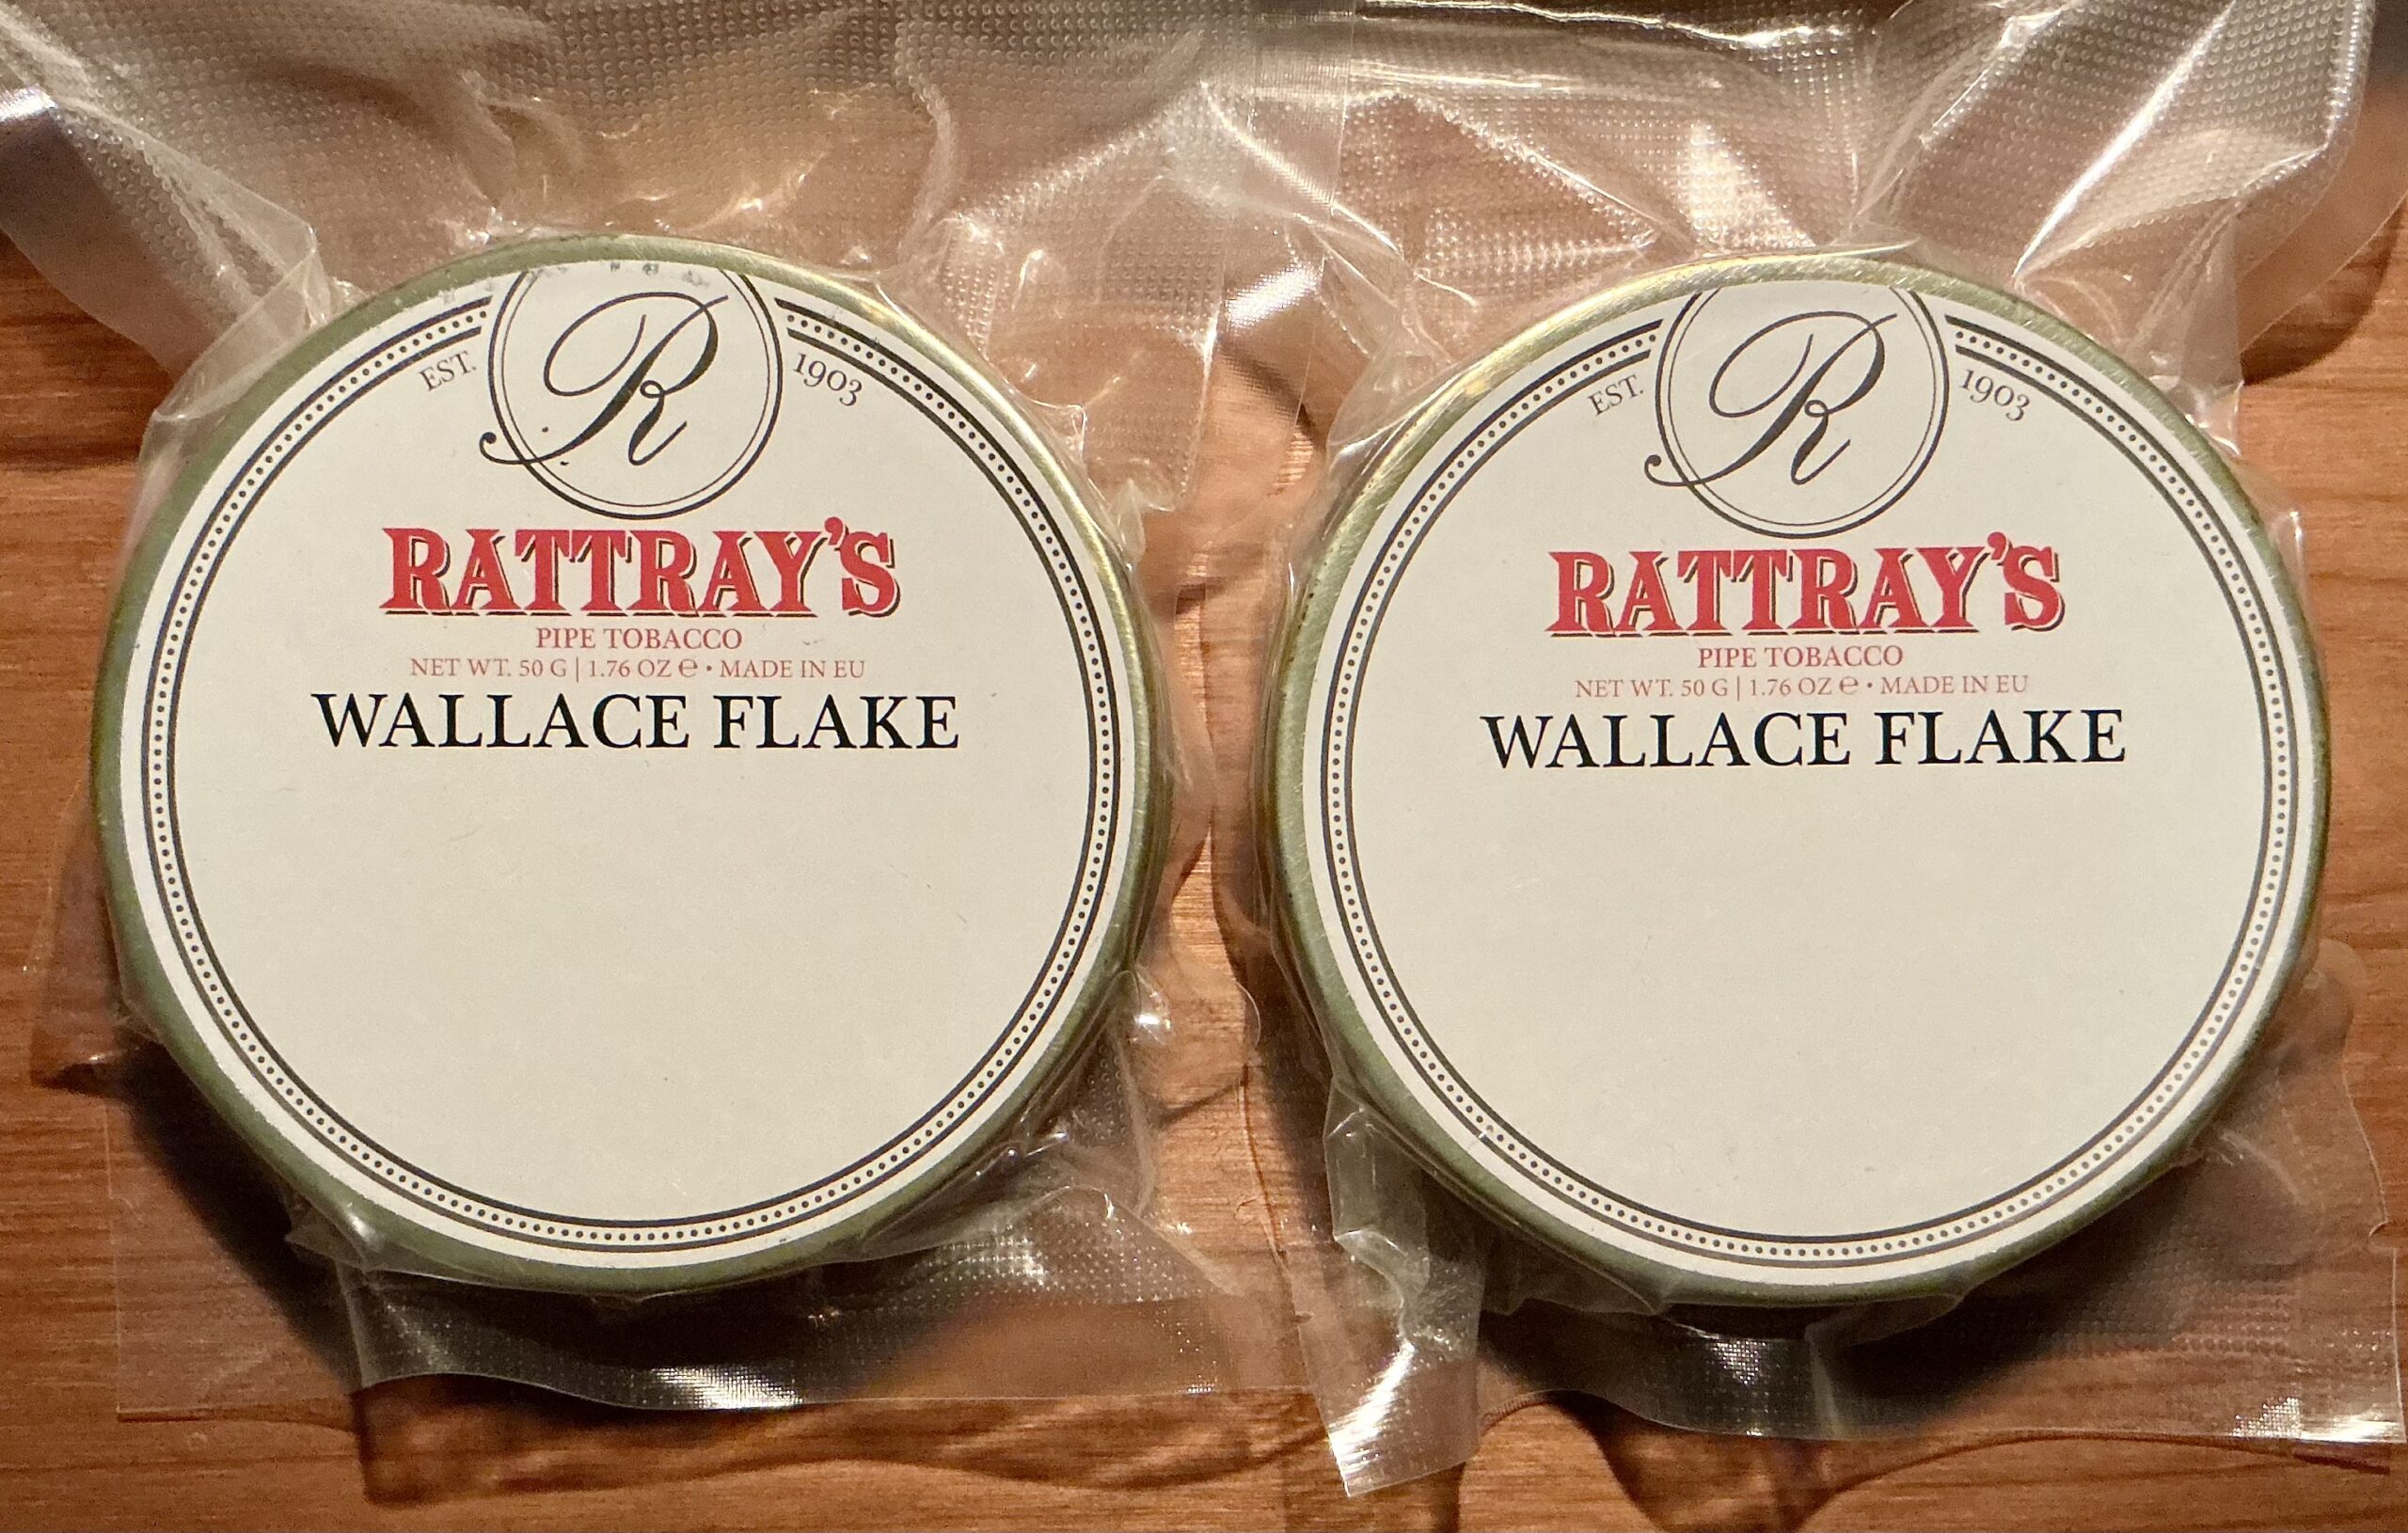 EST. R 1903
RATTRAY'S
PIPE TOBACCO
NET WT. 50 G | 1.76 OZ ℮ • MADE IN EU
WALLACE FLAKE
EST. R 1903
RATTRAY'S
PIPE TOBACCO
NET WT. 50 G | 1.76 OZ ℮ • MADE IN EU
WALLACE FLAKE